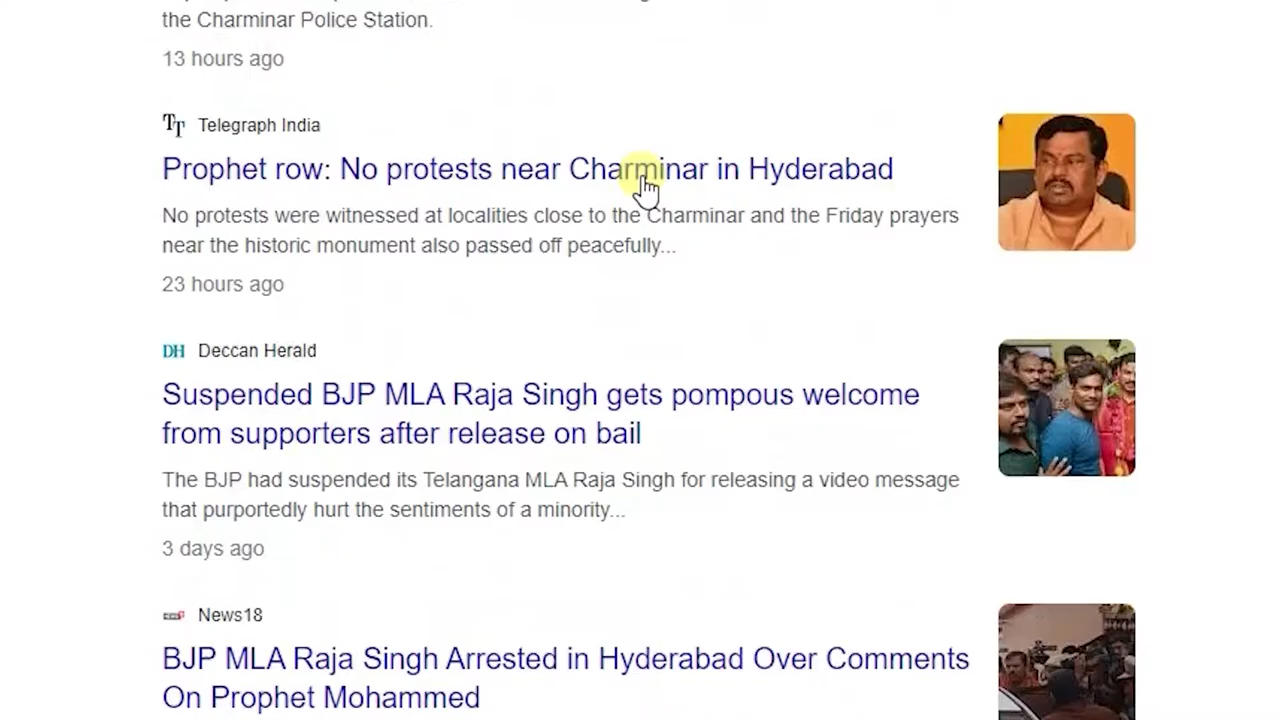 the Charminar Police Station.
13 hours ago
TT Telegraph India
Prophet row: No protests near Charminar in Hyderabad
No protests were witnessed at localities close to the Charminar and the Friday prayers
near the historic monument also passed off peacefully...
23 hours ago
DH Deccan Herald
Suspended BJP MLA Raja Singh gets pompous welcome
from supporters after release on bail
The BJP had suspended its Telangana MLA Raja Singh for releasing a video message
that purportedly hurt the sentiments of a minority...
3 days ago
News18
BJP MLA Raja Singh Arrested in Hyderabad Over Comments
On Prophet Mohammed